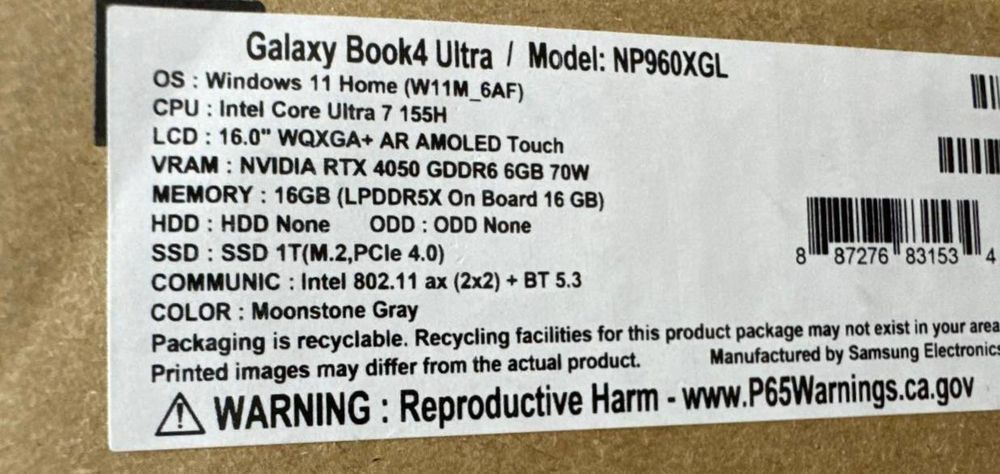 Galaxy Book4 Ultra / Model: NP960XGL
OS : Windows 11 Home (W11M_6AF)
CPU : Intel Core Ultra 7 155H
LCD : 16.0" WQXGA+ AR AMOLED Touch
VRAM : NVIDIA RTX 4050 GDDR6 6GB 70W
MEMORY : 16GB (LPDDR5X On Board 16 GB)
HDD : HDD None ODD : ODD None
SSD : SSD 1T(M.2,PCIe 4.0)
8 87276 83153 4
COMMUNIC : Intel 802.11 ax (2x2) + BT 5.3
COLOR : Moonstone Gray
Packaging is recyclable. Recycling facilities for this product package may not exist in your area
Printed images may differ from the actual product. Manufactured by Samsung Electronics
WARNING : Reproductive Harm - www.P65Warnings.ca.gov